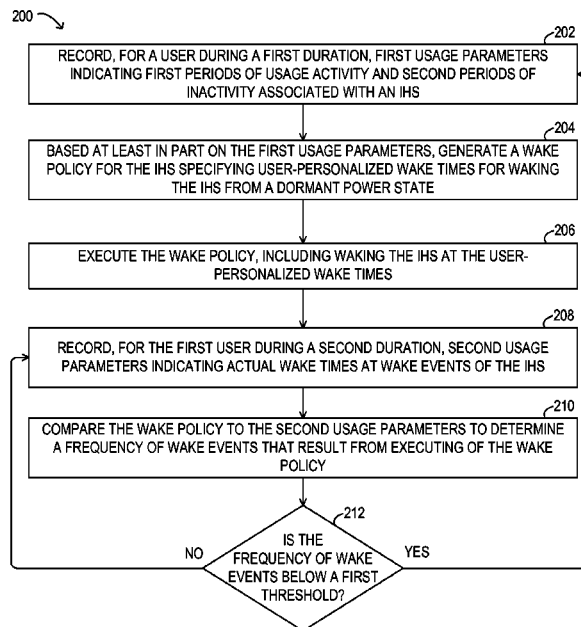 200
202
RECORD, FOR A USER DURING A FIRST DURATION, FIRST USAGE PARAMETERS
INDICATING FIRST PERIODS OF USAGE ACTIVITY AND SECOND PERIODS OF
INACTIVITY ASSOCIATED WITH AN IHS
204
BASED AT LEAST IN PART ON THE FIRST USAGE PARAMETERS, GENERATE A WAKE
POLICY FOR THE IHS SPECIFYING USER-PERSONALIZED WAKE TIMES FOR WAKING
THE IHS FROM A DORMANT POWER STATE
206
EXECUTE THE WAKE POLICY, INCLUDING WAKING THE IHS AT THE USER-
PERSONALIZED WAKE TIMES
208
RECORD, FOR THE FIRST USER DURING A SECOND DURATION, SECOND USAGE
PARAMETERS INDICATING ACTUAL WAKE TIMES AT WAKE EVENTS OF THE IHS
210
COMPARE THE WAKE POLICY TO THE SECOND USAGE PARAMETERS TO DETERMINE
A FREQUENCY OF WAKE EVENTS THAT RESULT FROM EXECUTING OF THE WAKE
POLICY
212
IS THE
NO FREQUENCY OF WAKE YES
EVENTS BELOW A FIRST
THRESHOLD?